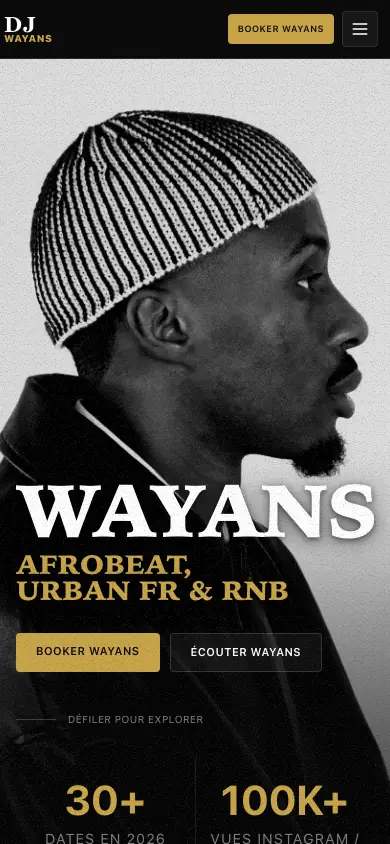 DJ
WAYANS
BOOKER WAYANS
WAYANS
AFROBEAT,
URBAN FR & RNB
BOOKER WAYANS
ÉCOUTER WAYANS
DÉFILER POUR EXPLORER
30+
100K+
DATES EN 2026
VUES INSTAGRAM /